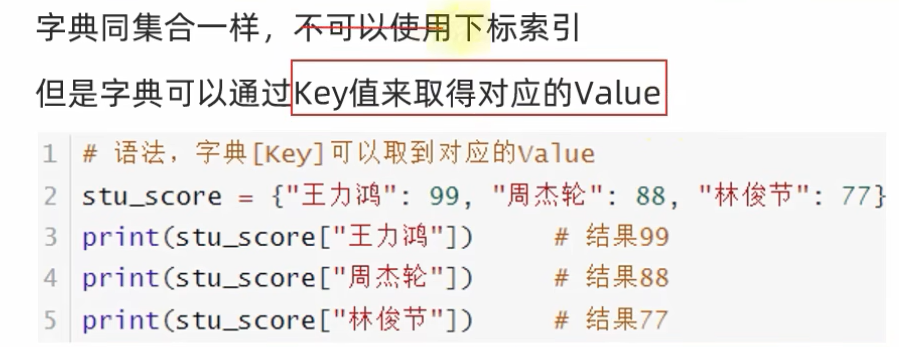 字典同集合一样，不可以使用下标索引
但是字典可以通过Key值来取得对应的Value
1 # 语法，字典[Key]可以取到对应的Value
2 stu_score = {"王力鸿": 99, "周杰轮": 88, "林俊节": 77}
3 print(stu_score["王力鸿"]) # 结果99
4 print(stu_score["周杰轮"]) # 结果88
5 print(stu_score["林俊节"]) # 结果77